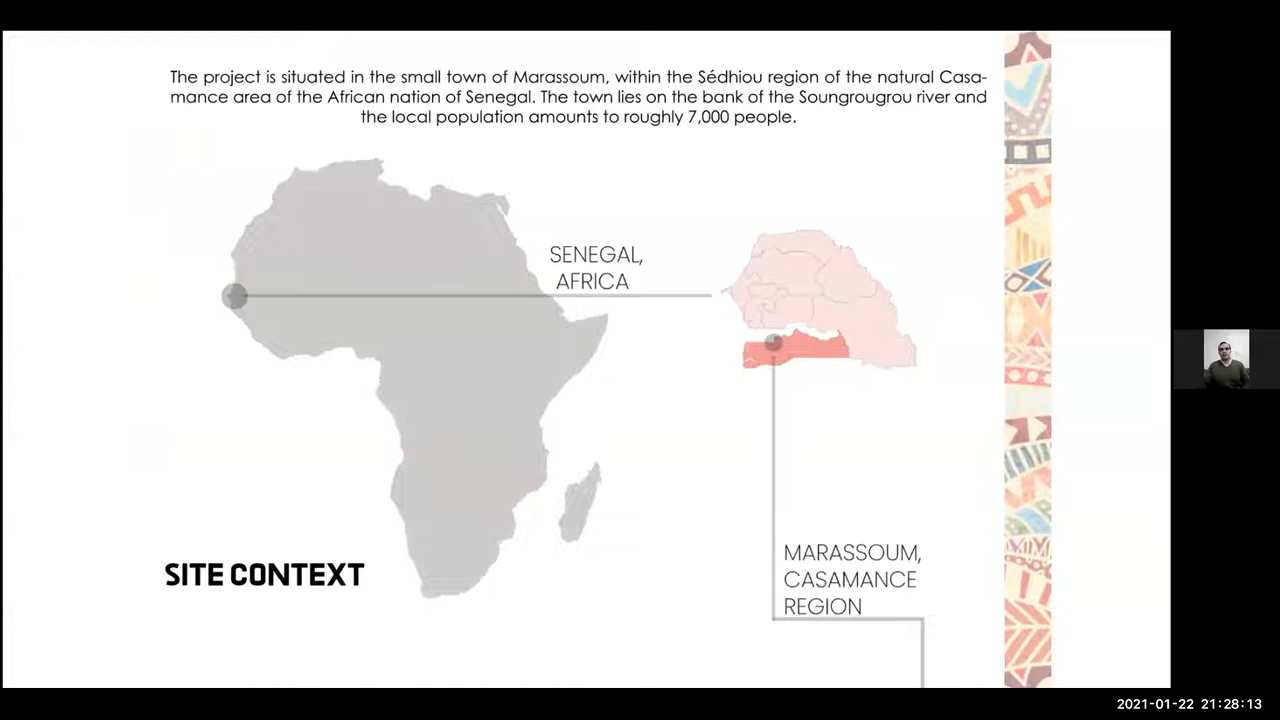 The project is situated in the small town of Marassoum, within the Sédhiou region of the natural Casa-
mance area of the African nation of Senegal. The town lies on the bank of the Soungrougrou river and
the local population amounts to roughly 7,000 people.
SENEGAL,
AFRICA
MARASSOUM,
CASAMANCE
REGION
SITE CONTEXT
2021-01-22 21:28:13